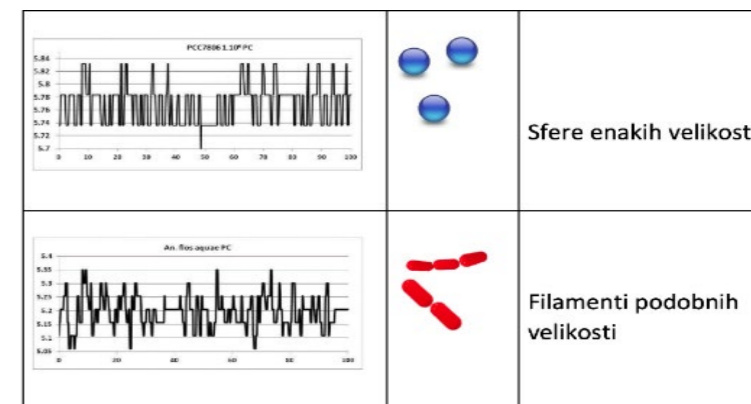 PCC7806 1.10⁶ PC
5.84
5.82
5.8
5.78
5.76
5.74
5.72
5.7
0 10 20 30 40 50 60 70 80 90 100
Sfere enakih velikost
An. flos aquae PC
5.4
5.35
5.3
5.25
5.2
5.15
5.1
5.05
0 20 40 60 80 100
Filamenti podobnih
velikosti